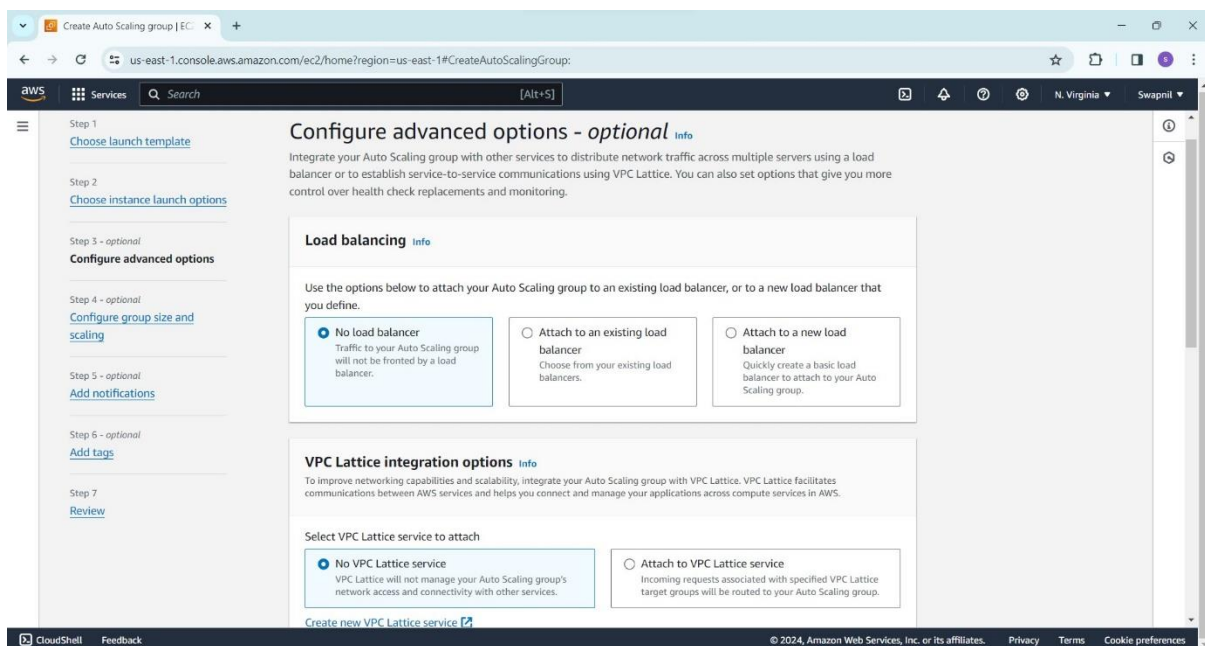 Create Auto Scaling group | EC
us-east-1.console.aws.amazon.com/ec2/home?region=us-east-1#CreateAutoScalingGroup:
aws Services Search [Alt+S] N. Virginia Swapnil
Step 1
Choose launch template
Step 2
Choose instance launch options
Step 3 - optional
Configure advanced options
Step 4 - optional
Configure group size and
scaling
Step 5 - optional
Add notifications
Step 6 - optional
Add tags
Step 7
Review
Configure advanced options - optional Info
Integrate your Auto Scaling group with other services to distribute network traffic across multiple servers using a load
balancer or to establish service-to-service communications using VPC Lattice. You can also set options that give you more
control over health check replacements and monitoring.
Load balancing Info
Use the options below to attach your Auto Scaling group to an existing load balancer, or to a new load balancer that
you define.
No load balancer
Traffic to your Auto Scaling group
will not be fronted by a load
balancer.
Attach to an existing load
balancer
Choose from your existing load
balancers.
Attach to a new load
balancer
Quickly create a basic load
balancer to attach to your Auto
Scaling group.
VPC Lattice integration options Info
To improve networking capabilities and scalability, integrate your Auto Scaling group with VPC Lattice. VPC Lattice facilitates
communications between AWS services and helps you connect and manage your applications across compute services in AWS.
Select VPC Lattice service to attach
No VPC Lattice service
VPC Lattice will not manage your Auto Scaling group's
network access and connectivity with other services.
Attach to VPC Lattice service
Incoming requests associated with specified VPC Lattice
target groups will be routed to your Auto Scaling group.
Create new VPC Lattice service
CloudShell Feedback © 2024, Amazon Web Services, Inc. or its affiliates. Privacy Terms Cookie preferences